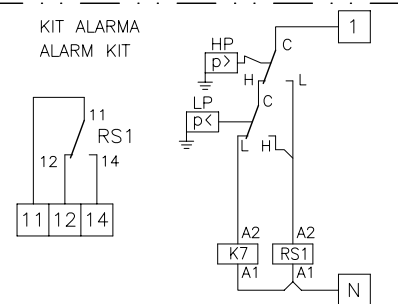 KIT ALARMA
ALARM KIT
1
HP
C
p>
H
L
LP
C
p<
L
H
11
RS1
12
14
11 12 14
A2
A2
K7
RS1
A1
A1
N